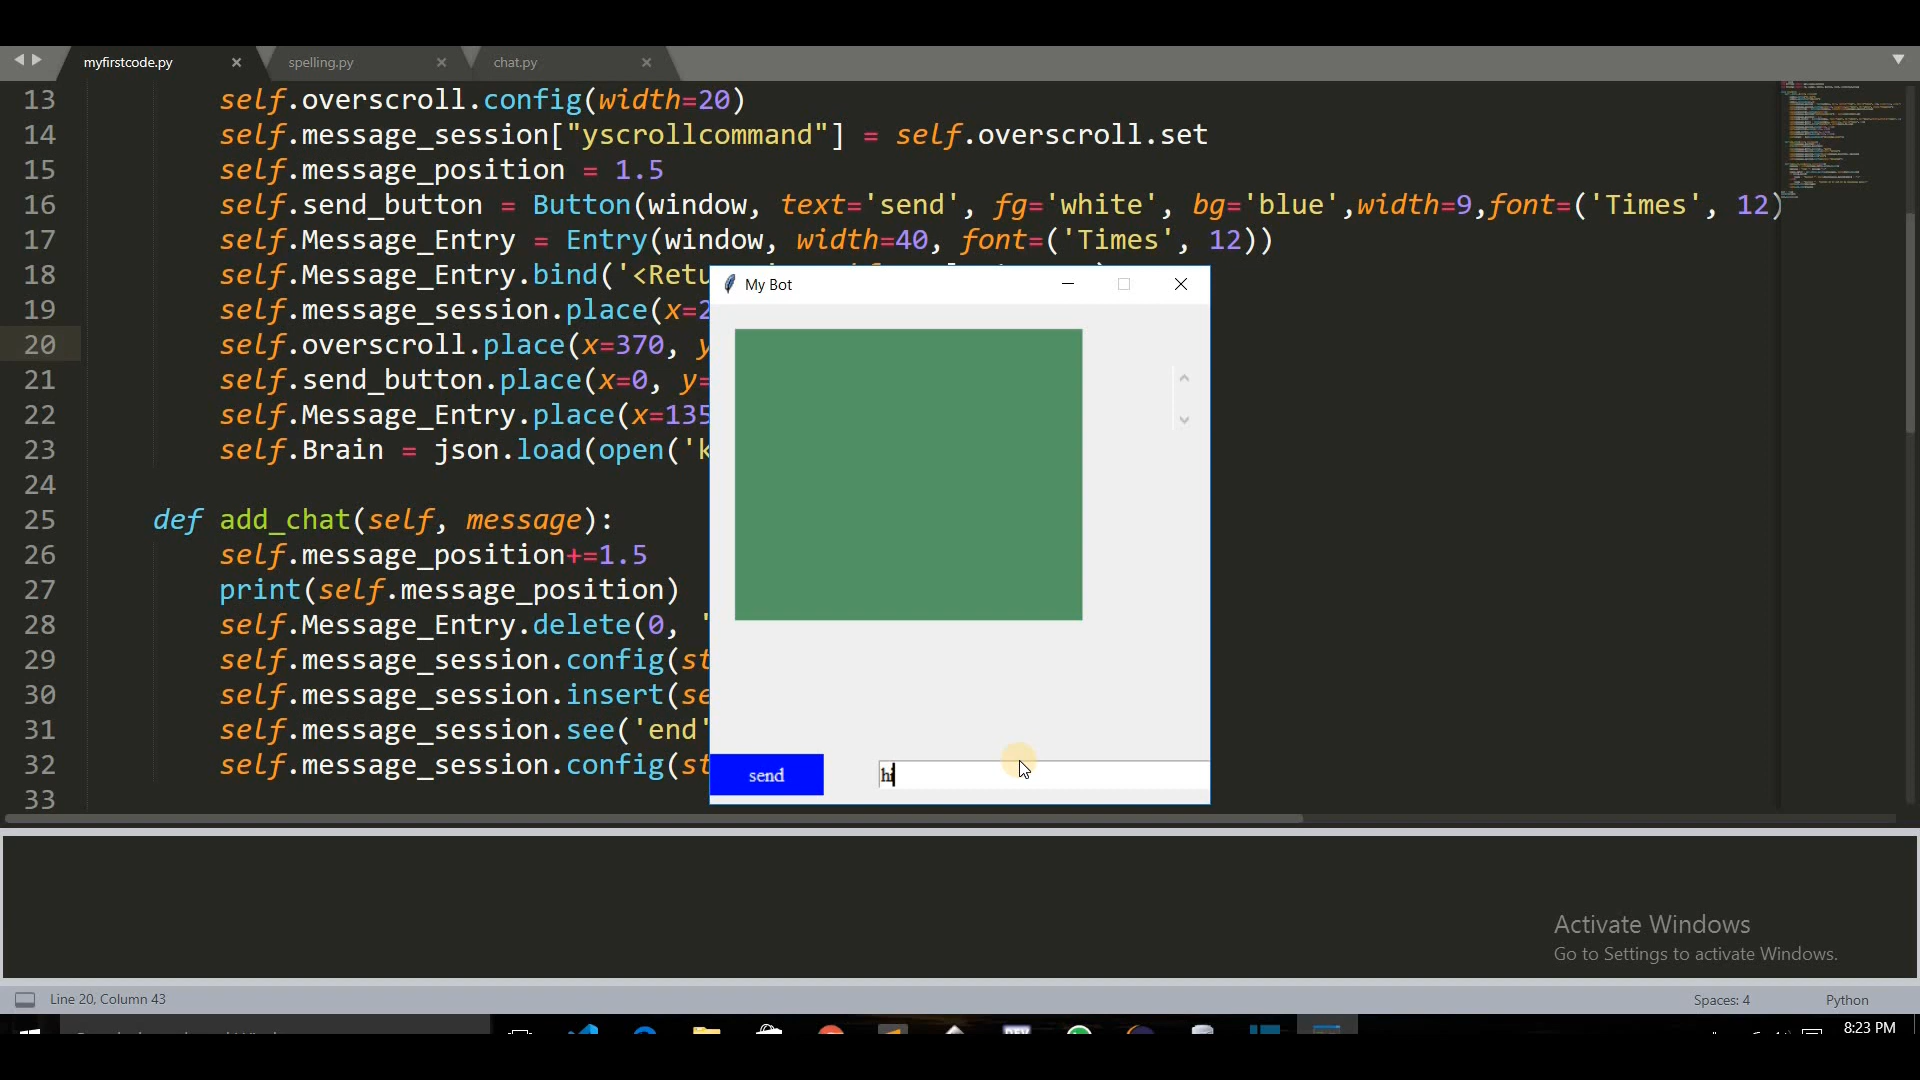 myfirstcode.py
spelling.py
chat.py
13 self.overscroll.config(width=20)
14 self.message_session["yscrollcommand"] = self.overscroll.set
15 self.message_position = 1.5
16 self.send_button = Button(window, text='send', fg='white', bg='blue',width=9,font=('Times', 12)
17 self.Message_Entry = Entry(window, width=40, font=('Times', 12))
18 self.Message_Entry.bind('<Retu
19 self.message_session.place(x=2
20 self.overscroll.place(x=370, y
21 self.send_button.place(x=0, y=
22 self.Message_Entry.place(x=135
23 self.Brain = json.load(open('k
24
25 def add_chat(self, message):
26 self.message_position+=1.5
27 print(self.message_position)
28 self.Message_Entry.delete(0, '
29 self.message_session.config(st
30 self.message_session.insert(se
31 self.message_session.see('end'
32 self.message_session.config(st
33
My Bot
send
hi
Activate Windows
Go to Settings to activate Windows.
Line 20, Column 43
Spaces: 4
Python
8:23 PM